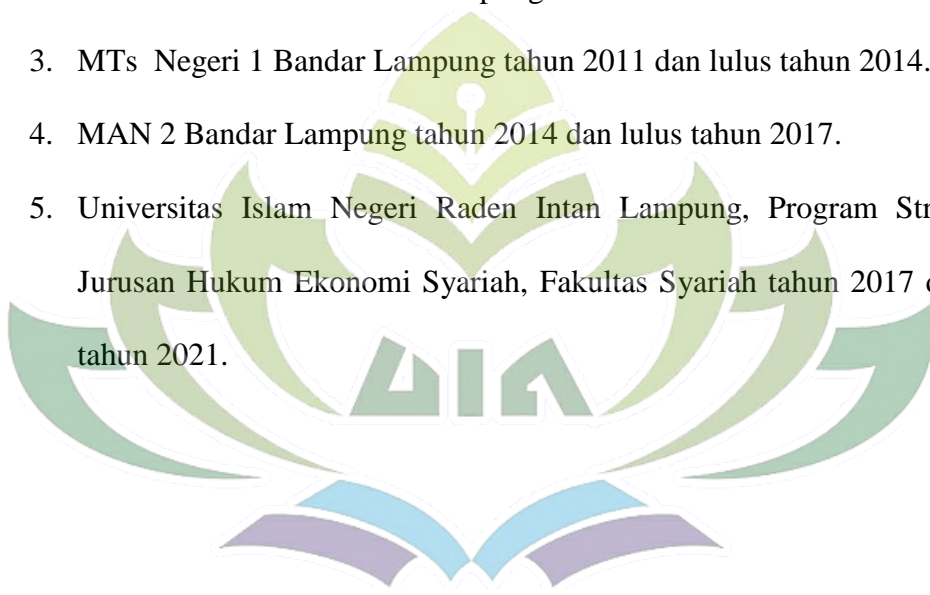 3. MTs Negeri 1 Bandar Lampung tahun 2011 dan lulus tahun 2014.
4. MAN 2 Bandar Lampung tahun 2014 dan lulus tahun 2017.
5. Universitas Islam Negeri Raden Intan Lampung, Program
Jurusan Hukum Ekonomi Syariah, Fakultas Syariah tahun 2017
tahun 2021.
UIN